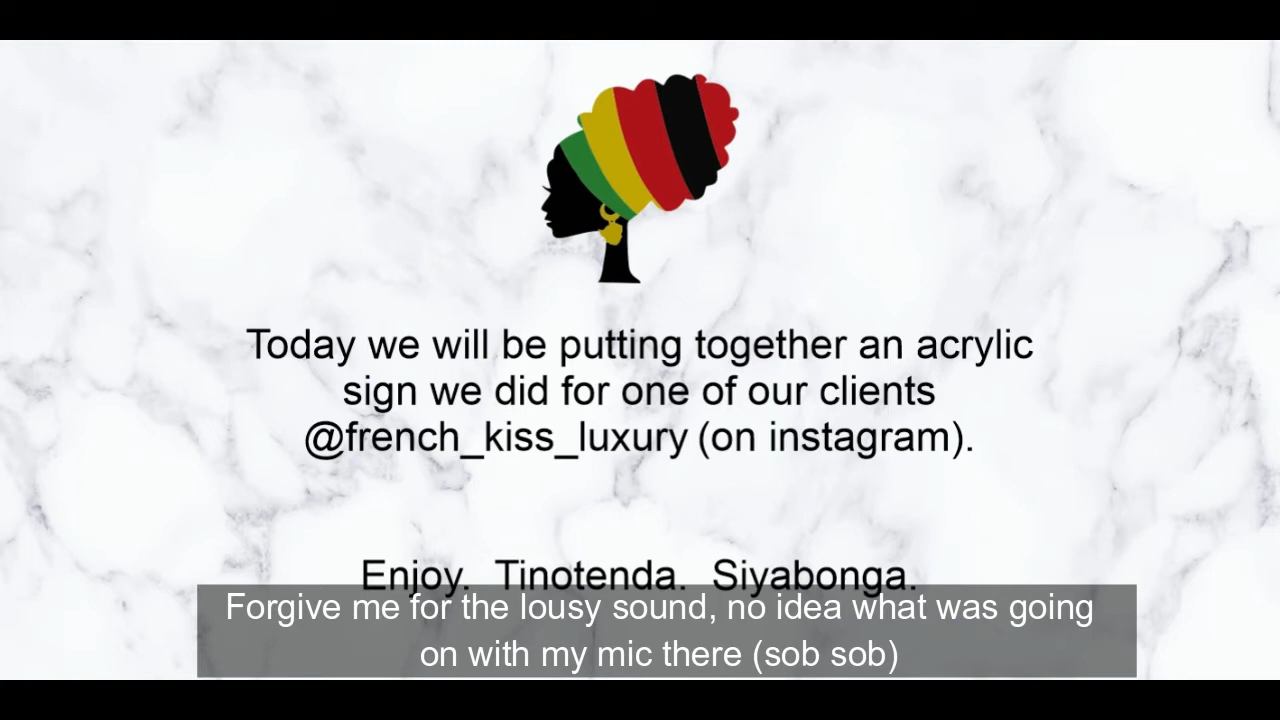 Today we will be putting together an acrylic
sign we did for one of our clients
@french_kiss_luxury (on instagram).
Enjoy.  Tinotenda.  Siyabonga.
Forgive me for the lousy sound, no idea what was going
on with my mic there (sob sob)